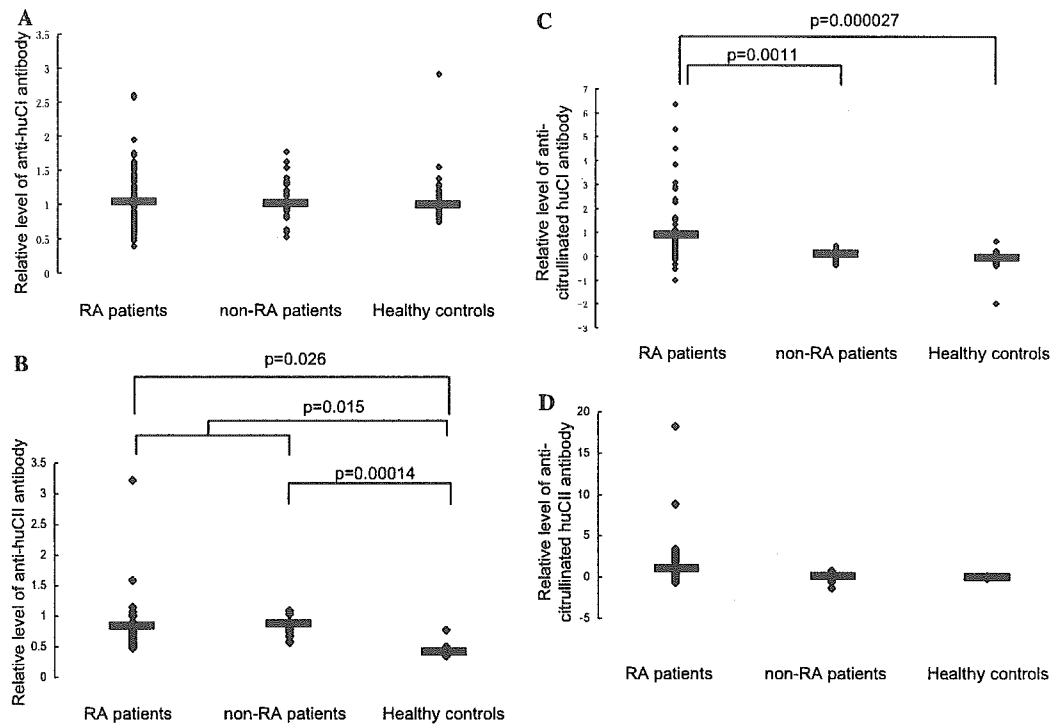 A
Relative level of anti-huCI antibody
3.5
3
2.5
2
1.5
1
0.5
0
RA patients
non-RA patients
Healthy controls
B
p=0.026
p=0.015
p=0.00014
Relative level of anti-huCII antibody
3.5
3
2.5
2
1.5
1
0.5
0
RA patients
non-RA patients
Healthy controls
C
p=0.000027
p=0.0011
Relative level of anti-
citrullinated huCI antibody
7
6
5
4
3
2
1
0
-1
-2
-3
RA patients
non-RA patients
Healthy controls
D
Relative level of anti-
citrullinated huCII antibody
20
15
10
5
0
-5
RA patients
non-RA patients
Healthy controls